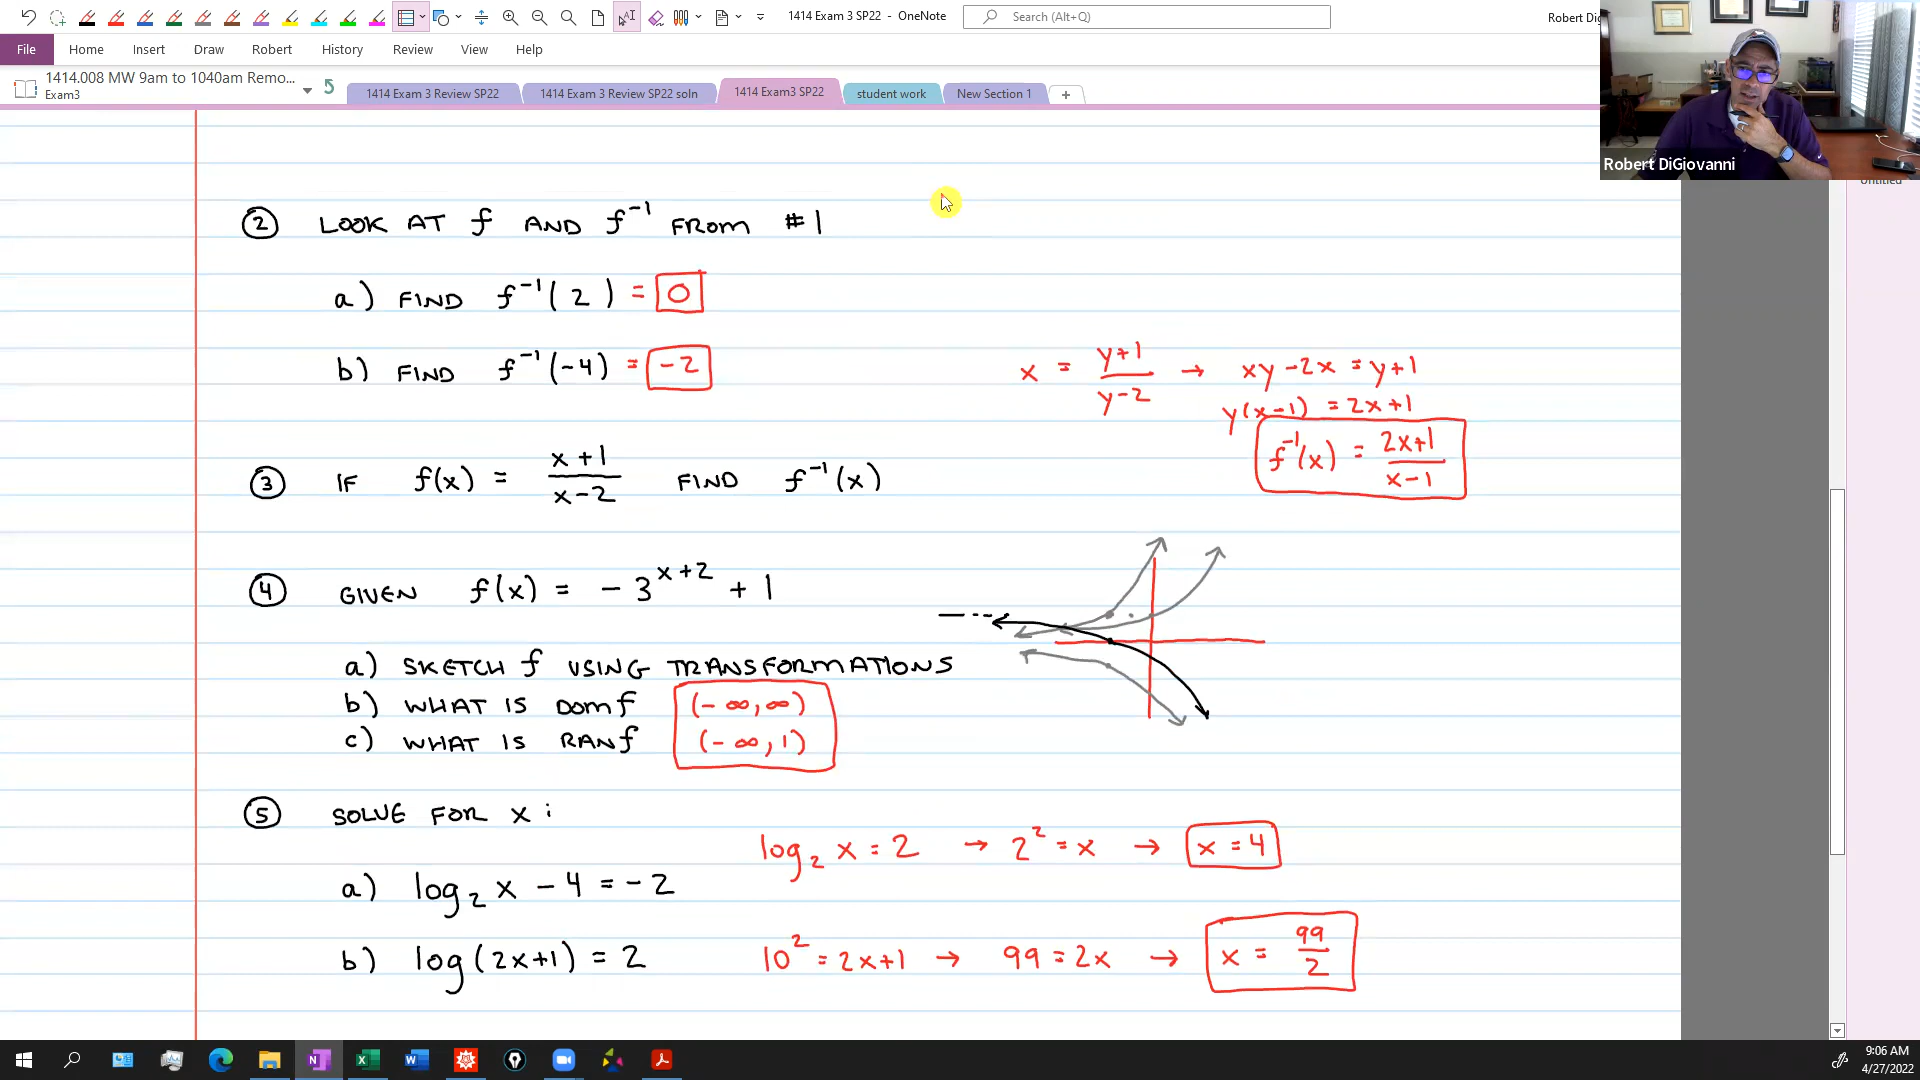 1414 Exam 3 SP22 - OneNote
Search (Alt+Q)
Robert Dig
File Home Insert Draw Robert History Review View Help
1414.008 MW 9am to 1040am Remo...
Exam3
1414 Exam 3 Review SP22
1414 Exam 3 Review SP22 soln
1414 Exam3 SP22
student work
New Section 1
Robert DiGiovanni
Untitled
② LOOK AT f AND f⁻¹ FROM #1
a) FIND f⁻¹(2) = 0
b) FIND f⁻¹(-4) = -2
x = (y+1)/(y-2) → xy-2x = y+1
y(x-1) = 2x+1
f⁻¹(x) = (2x+1)/(x-1)
③ IF f(x) = (x+1)/(x-2) FIND f⁻¹(x)
④ GIVEN f(x) = -3^(x+2) + 1
a) SKETCH f USING TRANSFORMATIONS
b) WHAT IS DOMf (-∞,∞)
c) WHAT IS RANf (-∞,1)
⑤ SOLVE FOR X:
log₂ x = 2 → 2² = x → x = 4
a) log₂ x - 4 = -2
b) log(2x+1) = 2 10² = 2x+1 → 99 = 2x → x = 99/2
9:06 AM
4/27/2022